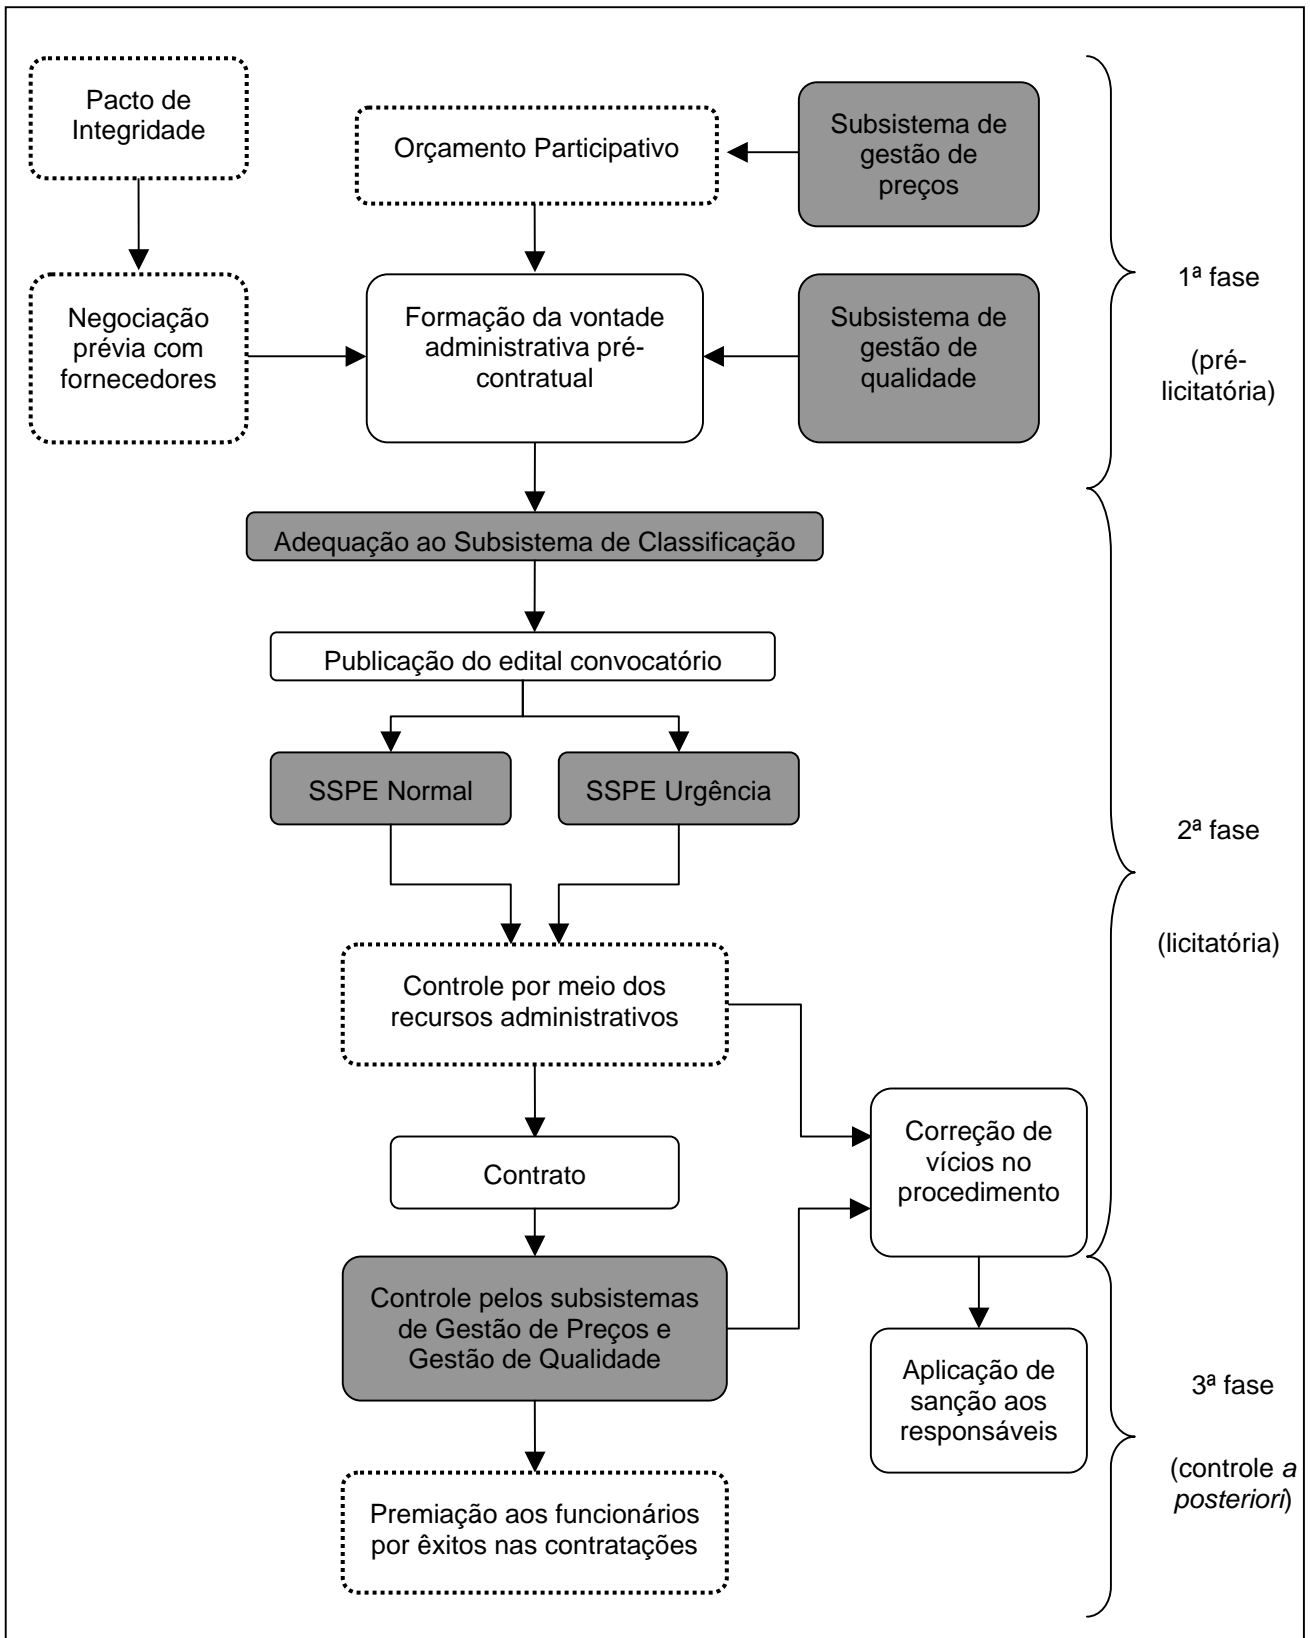 Pacto de
Integridade
Orçamento Participativo
Subsistema de
gestão de
preços
Negociação
prévia com
fornecedores
Formação da vontade
administrativa pré-
contratual
Subsistema de
gestão de
qualidade
1ª fase
(pré-
licitatória)
Adequação ao Subsistema de Classificação
Publicação do edital convocatório
SSPE Normal
SSPE Urgência
2ª fase
(licitatória)
Controle por meio dos
recursos administrativos
Contrato
Correção de
vícios no
procedimento
Controle pelos subsistemas
de Gestão de Preços e
Gestão de Qualidade
Aplicação de
sanção aos
responsáveis
3ª fase
(controle a
posteriori)
Premiação aos funcionários
por êxitos nas contratações